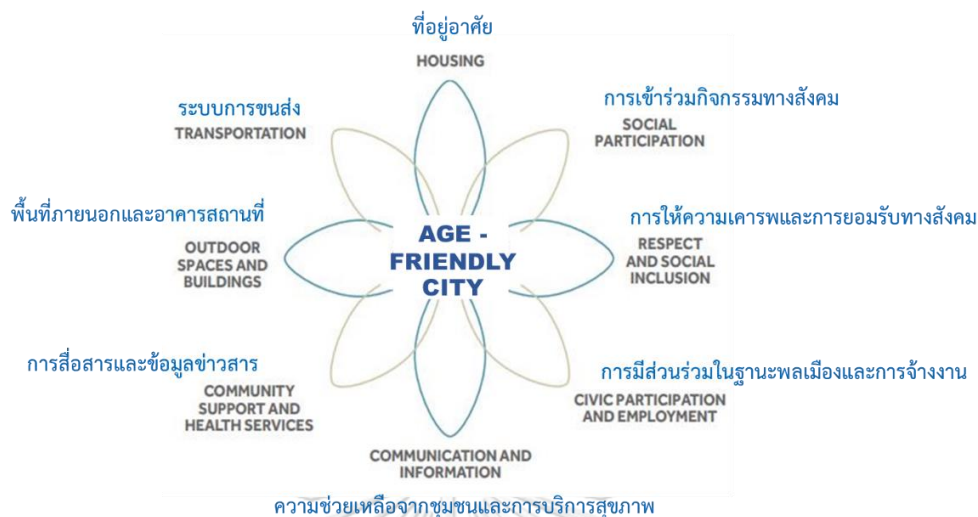 ที่อยู่อาศัย
HOUSING
ระบบการขนส่ง
TRANSPORTATION
การเข้าร่วมกิจกรรมทางสังคม
SOCIAL
PARTICIPATION
พื้นที่ภายนอกและอาคารสถานที่
OUTDOOR
SPACES AND
BUILDINGS
AGE -
FRIENDLY
CITY
การให้ความเคารพและการยอมรับทางสังคม
RESPECT
AND SOCIAL
INCLUSION
การสื่อสารและข้อมูลข่าวสาร
COMMUNITY
SUPPORT AND
HEALTH SERVICES
การมีส่วนร่วมในฐานะพลเมืองและการจ้างงาน
CIVIC PARTICIPATION
AND EMPLOYMENT
COMMUNICATION AND
INFORMATION
ความช่วยเหลือจากชุมชนและการบริการสุขภาพ